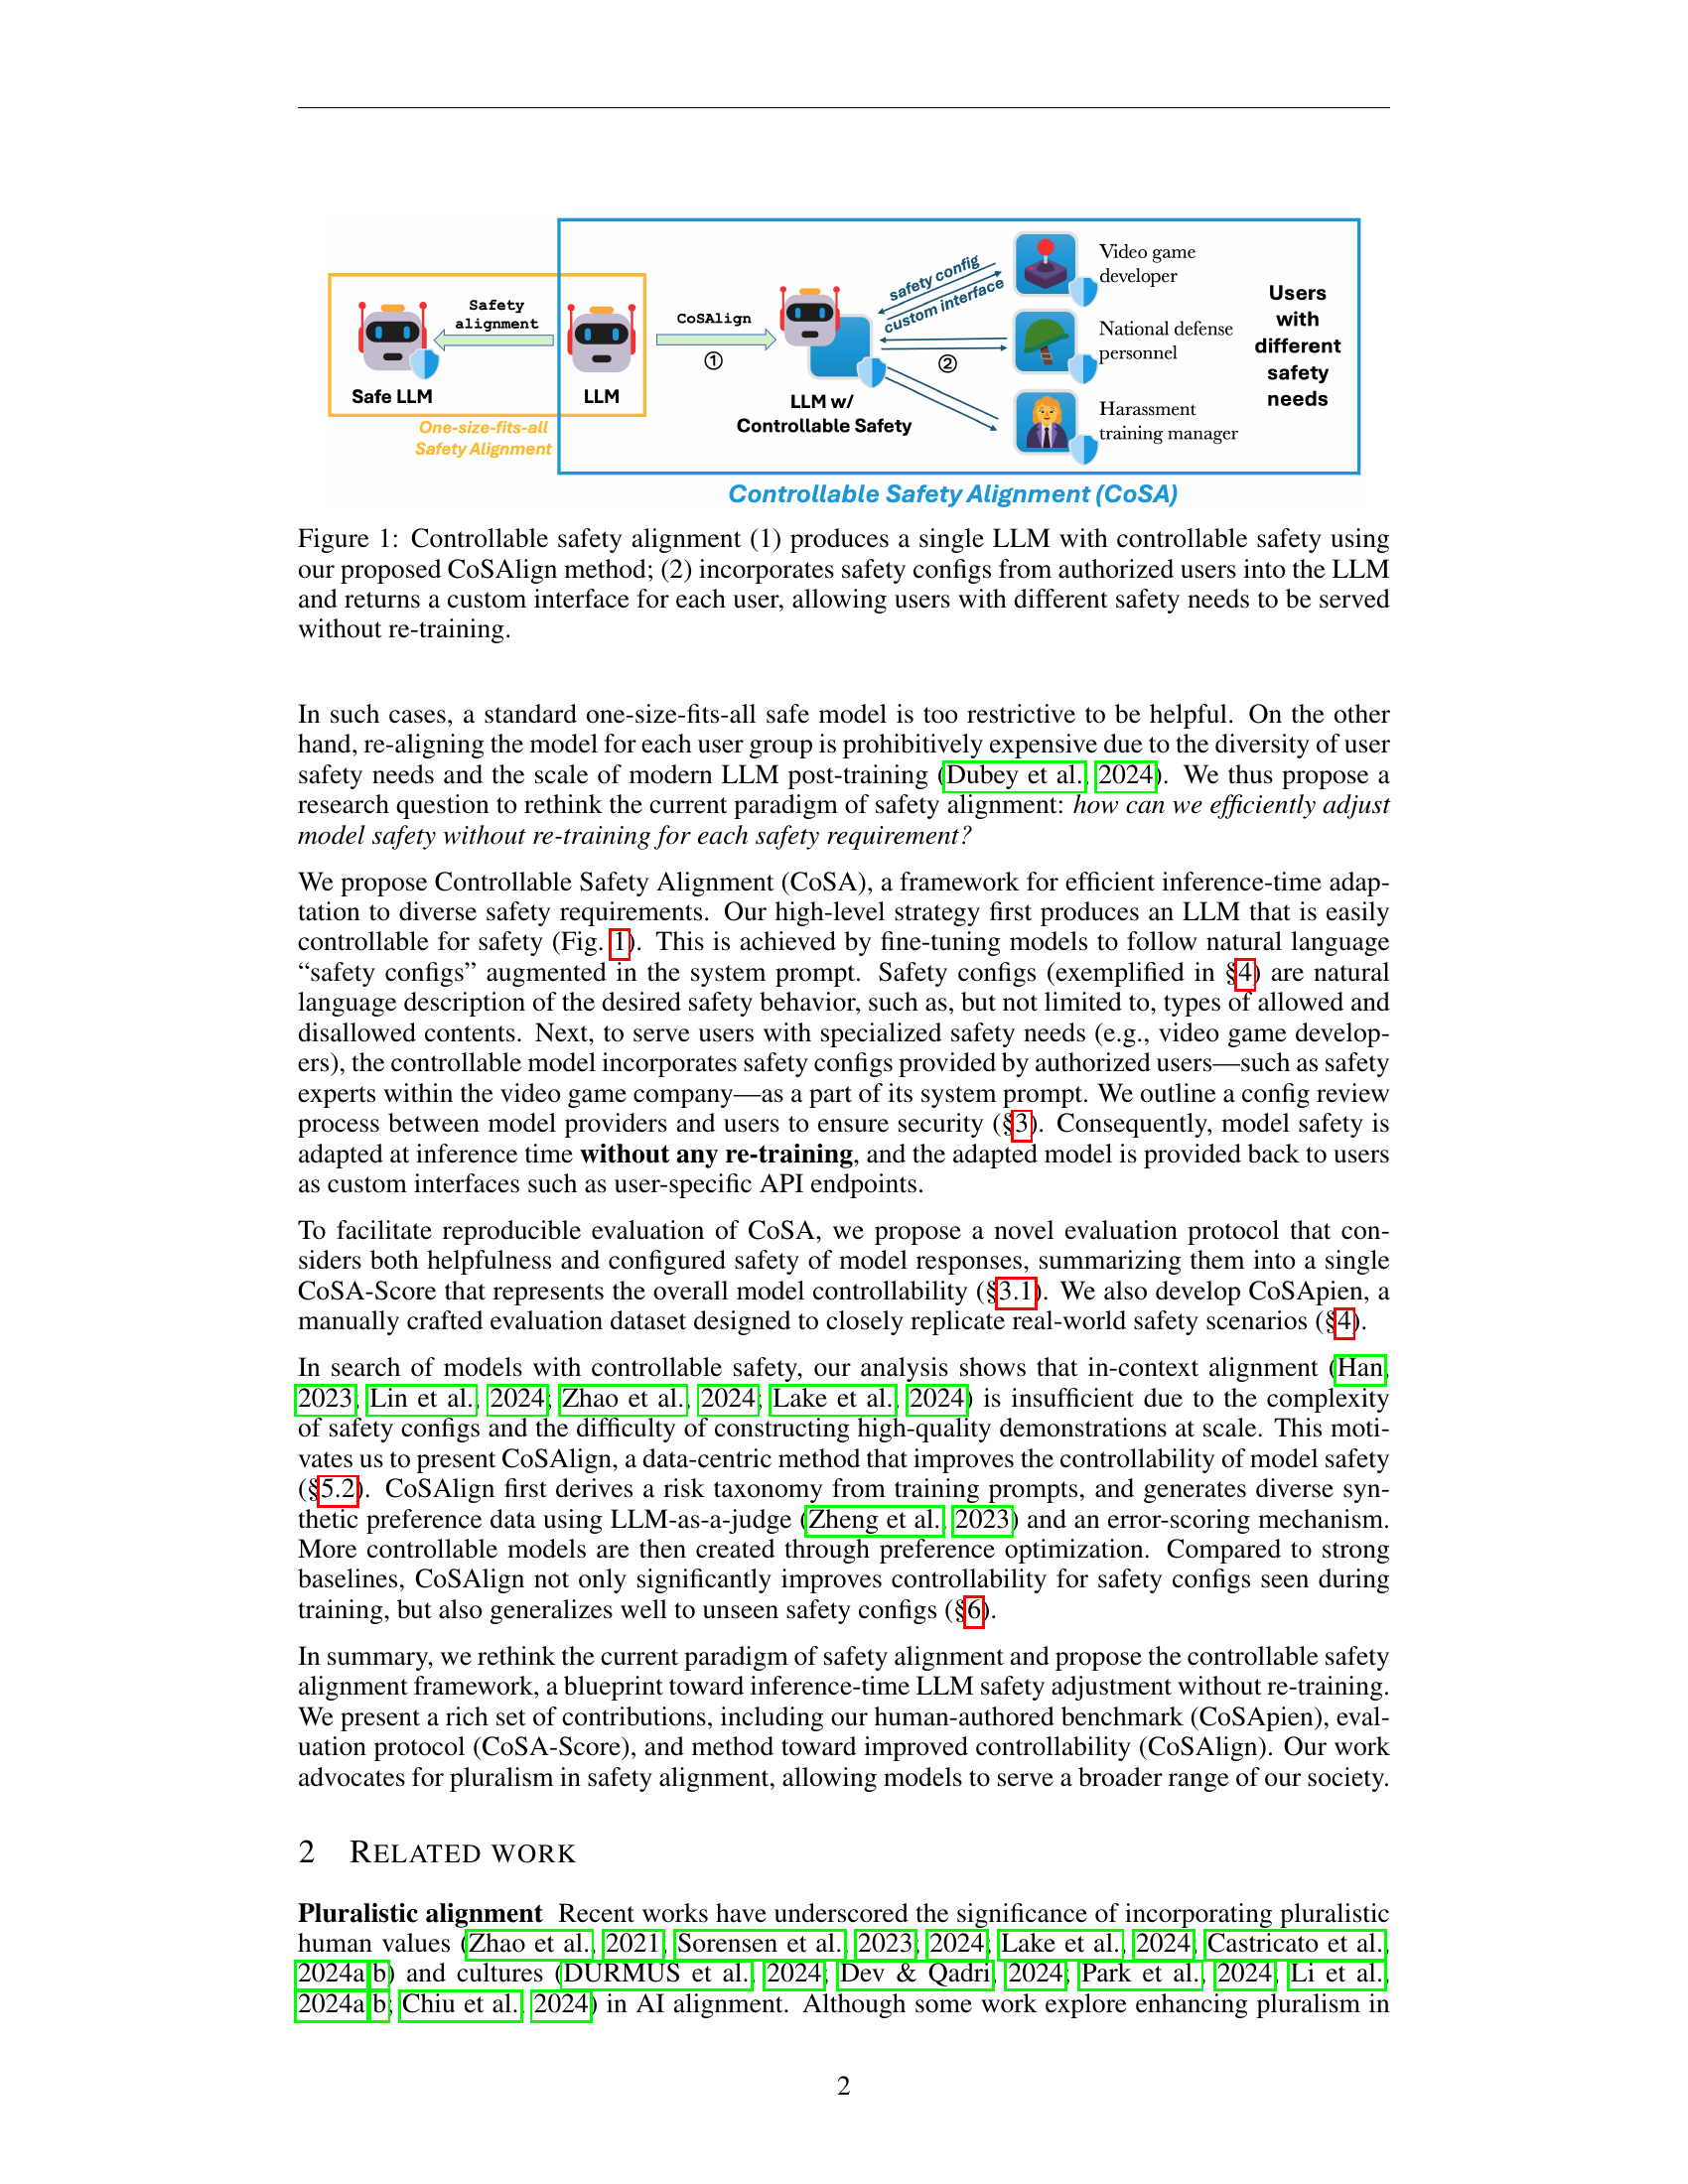 Safety
alignment
Safe LLM
LLM
One-size-fits-all
Safety Alignment
CoSAlign
①
LLM w/
Controllable Safety
safety config
custom interface
②
Video game
developer
National defense
personnel
Harassment
training manager
Users
with
different
safety
needs
Controllable Safety Alignment (CoSA)
Figure 1: Controllable safety alignment (1) produces a single LLM with controllable safety using
our proposed CoSAlign method; (2) incorporates safety configs from authorized users into the LLM
and returns a custom interface for each user, allowing users with different safety needs to be served
without re-training.
In such cases, a standard one-size-fits-all safe model is too restrictive to be helpful. On the other
hand, re-aligning the model for each user group is prohibitively expensive due to the diversity of user
safety needs and the scale of modern LLM post-training (Dubey et al., 2024). We thus propose a
research question to rethink the current paradigm of safety alignment: how can we efficiently adjust
model safety without re-training for each safety requirement?
We propose Controllable Safety Alignment (CoSA), a framework for efficient inference-time adap-
tation to diverse safety requirements. Our high-level strategy first produces an LLM that is easily
controllable for safety (Fig. 1). This is achieved by fine-tuning models to follow natural language
“safety configs” augmented in the system prompt. Safety configs (exemplified in §4) are natural
language description of the desired safety behavior, such as, but not limited to, types of allowed and
disallowed contents. Next, to serve users with specialized safety needs (e.g., video game develop-
ers), the controllable model incorporates safety configs provided by authorized users—such as safety
experts within the video game company—as a part of its system prompt. We outline a config review
process between model providers and users to ensure security (§3). Consequently, model safety is
adapted at inference time without any re-training, and the adapted model is provided back to users
as custom interfaces such as user-specific API endpoints.
To facilitate reproducible evaluation of CoSA, we propose a novel evaluation protocol that con-
siders both helpfulness and configured safety of model responses, summarizing them into a single
CoSA-Score that represents the overall model controllability (§3.1). We also develop CoSApien, a
manually crafted evaluation dataset designed to closely replicate real-world safety scenarios (§4).
In search of models with controllable safety, our analysis shows that in-context alignment (Han,
2023; Lin et al., 2024; Zhao et al., 2024; Lake et al., 2024) is insufficient due to the complexity
of safety configs and the difficulty of constructing high-quality demonstrations at scale. This moti-
vates us to present CoSAlign, a data-centric method that improves the controllability of model safety
(§5.2). CoSAlign first derives a risk taxonomy from training prompts, and generates diverse syn-
thetic preference data using LLM-as-a-judge (Zheng et al., 2023) and an error-scoring mechanism.
More controllable models are then created through preference optimization. Compared to strong
baselines, CoSAlign not only significantly improves controllability for safety configs seen during
training, but also generalizes well to unseen safety configs (§6).
In summary, we rethink the current paradigm of safety alignment and propose the controllable safety
alignment framework, a blueprint toward inference-time LLM safety adjustment without re-training.
We present a rich set of contributions, including our human-authored benchmark (CoSApien), eval-
uation protocol (CoSA-Score), and method toward improved controllability (CoSAlign). Our work
advocates for pluralism in safety alignment, allowing models to serve a broader range of our society.
2 RELATED WORK
Pluralistic alignment Recent works have underscored the significance of incorporating pluralistic
human values (Zhao et al., 2021; Sorensen et al., 2023; 2024; Lake et al., 2024; Castricato et al.,
2024a;b) and cultures (DURMUS et al., 2024; Dev & Qadri, 2024; Park et al., 2024; Li et al.,
2024a;b; Chiu et al., 2024) in AI alignment. Although some work explore enhancing pluralism in
2